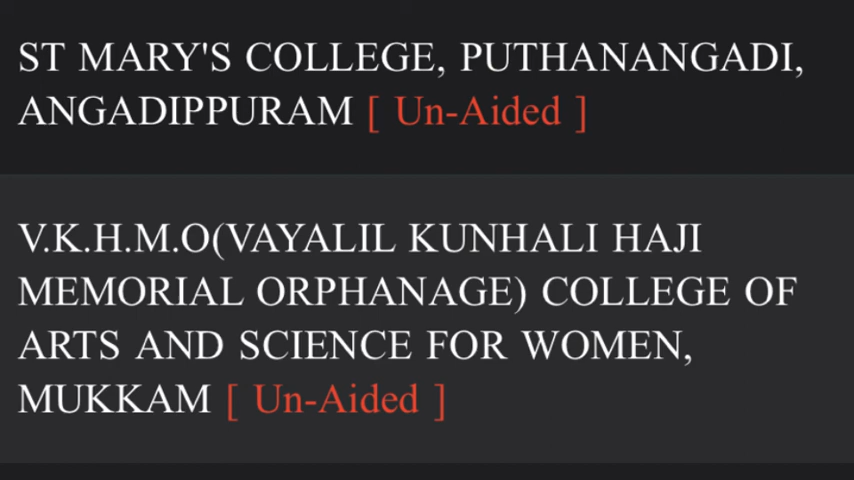 ST MARY'S COLLEGE, PUTHANANGADI,
ANGADIPPURAM [ Un-Aided ]
V.K.H.M.O(VAYALIL KUNHALI HAJI
MEMORIAL ORPHANAGE) COLLEGE OF
ARTS AND SCIENCE FOR WOMEN,
MUKKAM [ Un-Aided ]